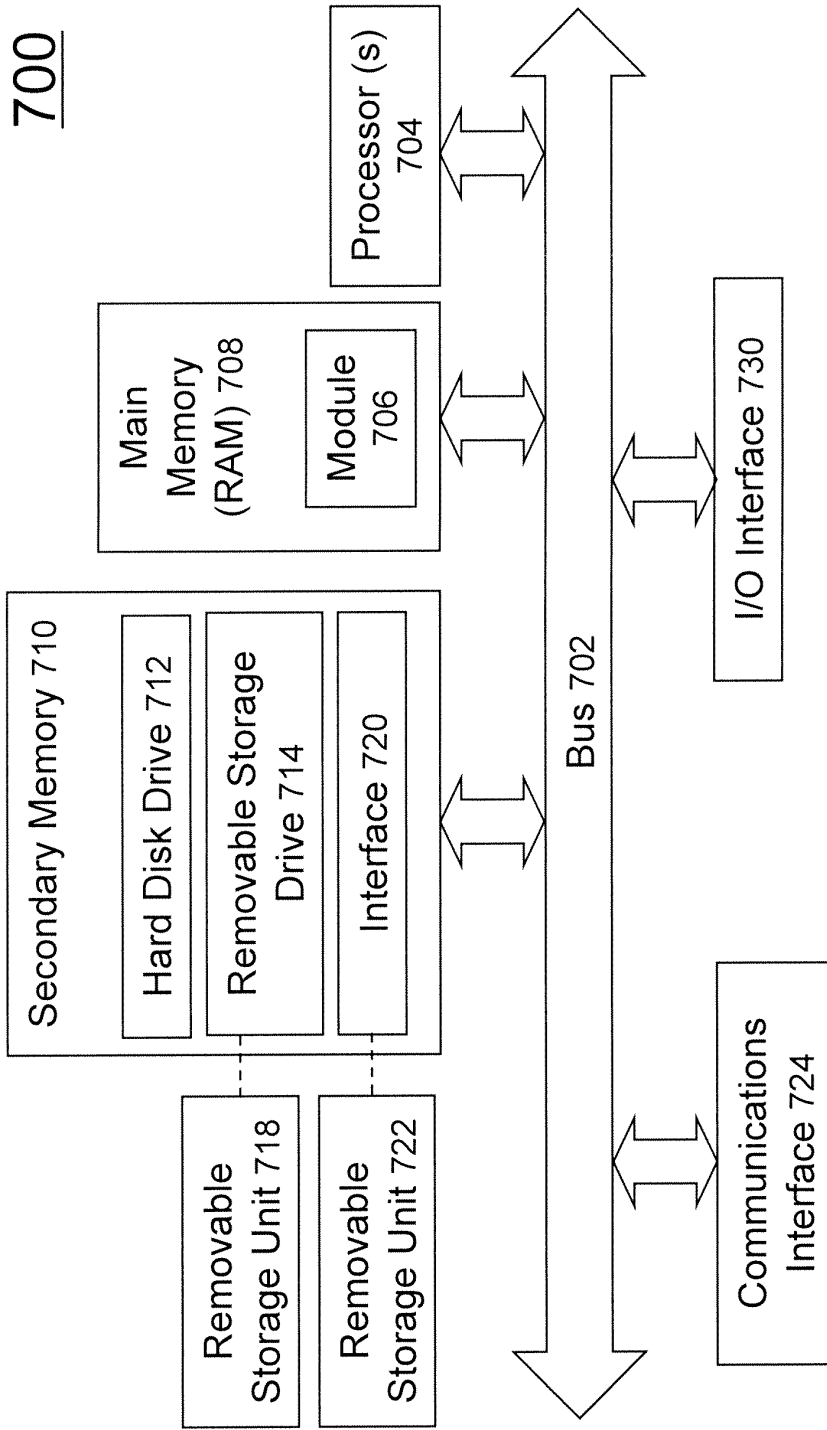 700
Processor (s)
704
Main
Memory
(RAM) 708
Module
706
Secondary Memory 710
Hard Disk Drive 712
Removable Storage
Drive 714
Interface 720
Removable
Storage Unit 718
Removable
Storage Unit 722
Bus 702
I/O Interface 730
Communications
Interface 724